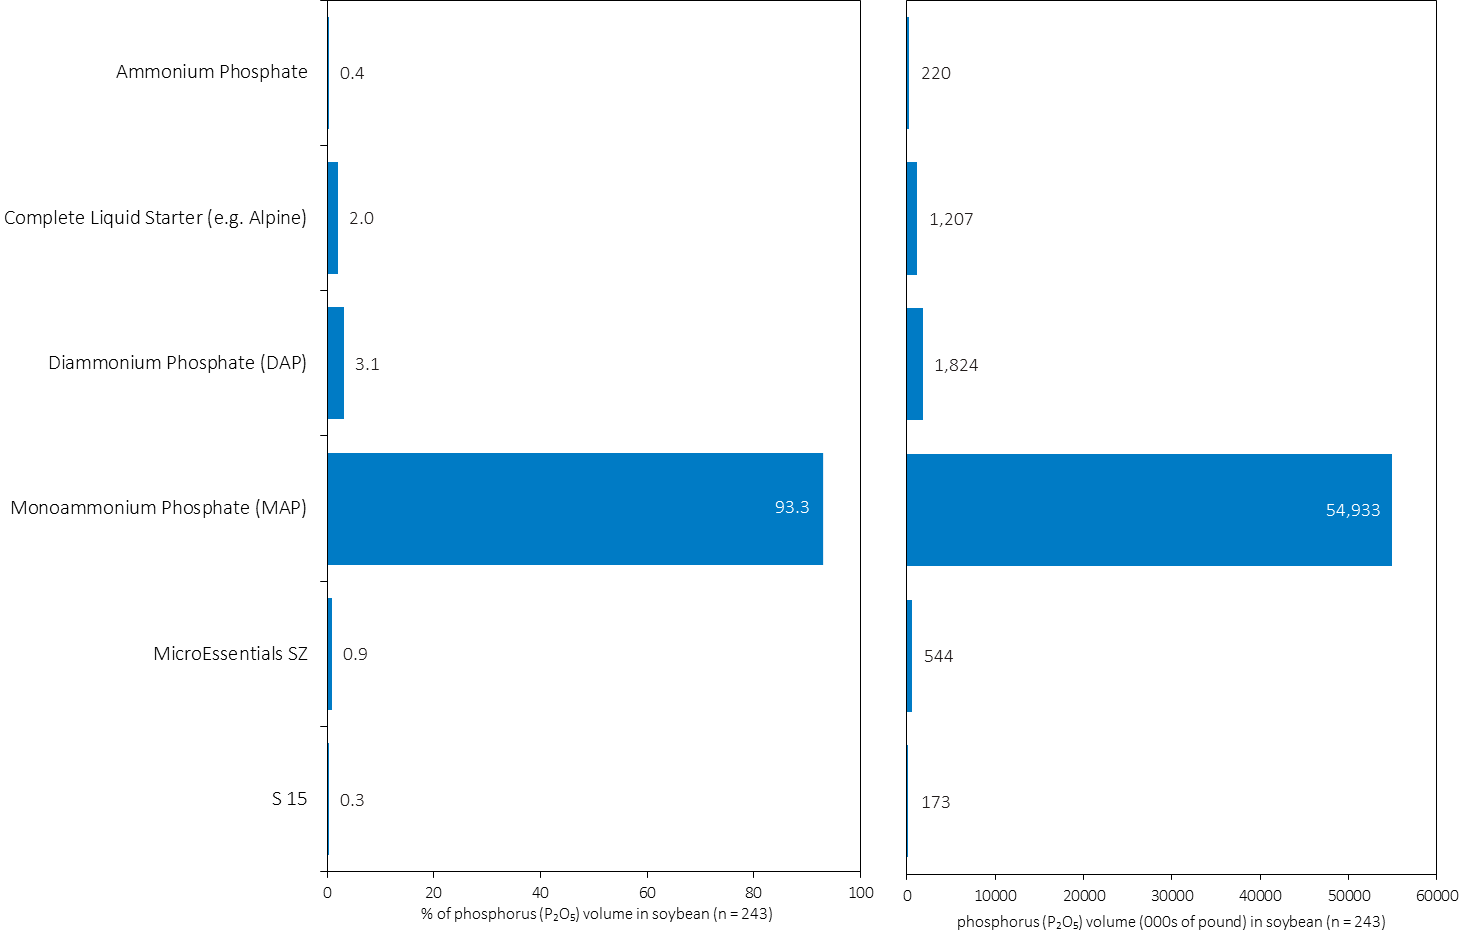 Ammonium Phosphate 0.4 220
Complete Liquid Starter (e.g. Alpine) 2.0 1,207
Diammonium Phosphate (DAP) 3.1 1,824
Monoammonium Phosphate (MAP) 93.3 54,933
MicroEssentials SZ 0.9 544
S 15 0.3 173
0 20 40 60 80 100
0 10000 20000 30000 40000 50000 60000
% of phosphorus (P₂O₅) volume in soybean (n = 243)
phosphorus (P₂O₅) volume (000s of pound) in soybean (n = 243)